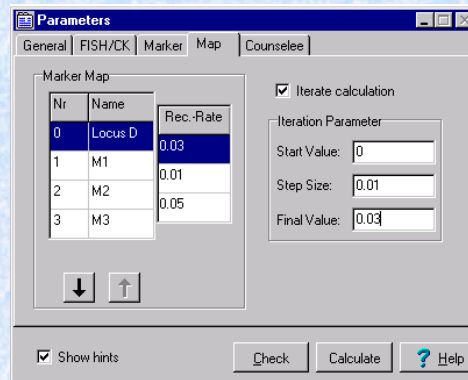 Parameters
General FISH/CK Marker Map Counselee
Marker Map
Nr Name Rec.-Rate
0 Locus D 0.03
1 M1 0.01
2 M2 0.05
3 M3
Iterate calculation
Iteration Parameter
Start Value: 0
Step Size: 0.01
Final Value: 0.03
Show hints
Check Calculate ? Help